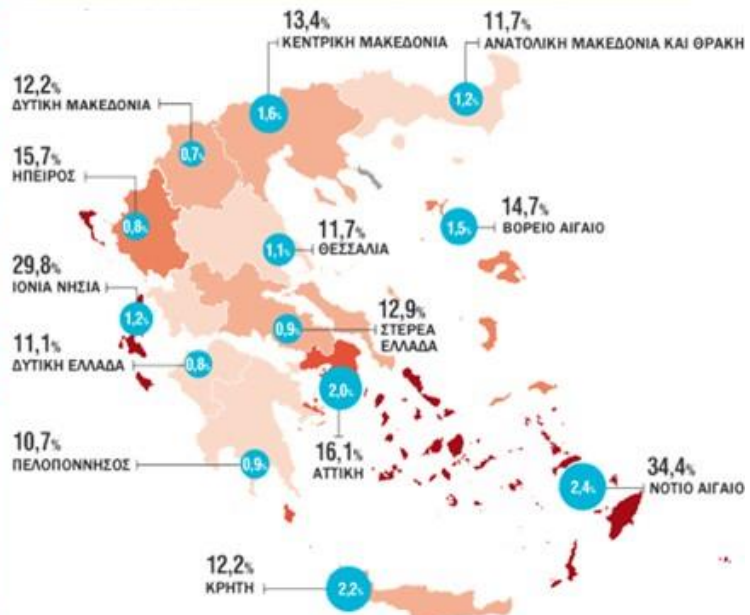 13,4%
ΚΕΝΤΡΙΚΗ ΜΑΚΕΔΟΝΙΑ
1,6%
11,7%
ΑΝΑΤΟΛΙΚΗ ΜΑΚΕΔΟΝΙΑ ΚΑΙ ΘΡΑΚΗ
1,2%
12,2%
ΔΥΤΙΚΗ ΜΑΚΕΔΟΝΙΑ
0,7%
15,7%
ΗΠΕΙΡΟΣ
0,8%
14,7%
ΒΟΡΕΙΟ ΑΙΓΑΙΟ
1,5%
11,7%
ΘΕΣΣΑΛΙΑ
1,1%
29,8%
ΙΟΝΙΑ ΝΗΣΙΑ
1,2%
12,9%
ΣΤΕΡΕΑ
ΕΛΛΑΔΑ
0,9%
11,1%
ΔΥΤΙΚΗ ΕΛΛΑΔΑ
0,8%
2,0%
16,1%
ΑΤΤΙΚΗ
10,7%
ΠΕΛΟΠΟΝΝΗΣΟΣ
0,9%
34,4%
ΝΟΤΙΟ ΑΙΓΑΙΟ
2,4%
12,2%
ΚΡΗΤΗ
2,2%